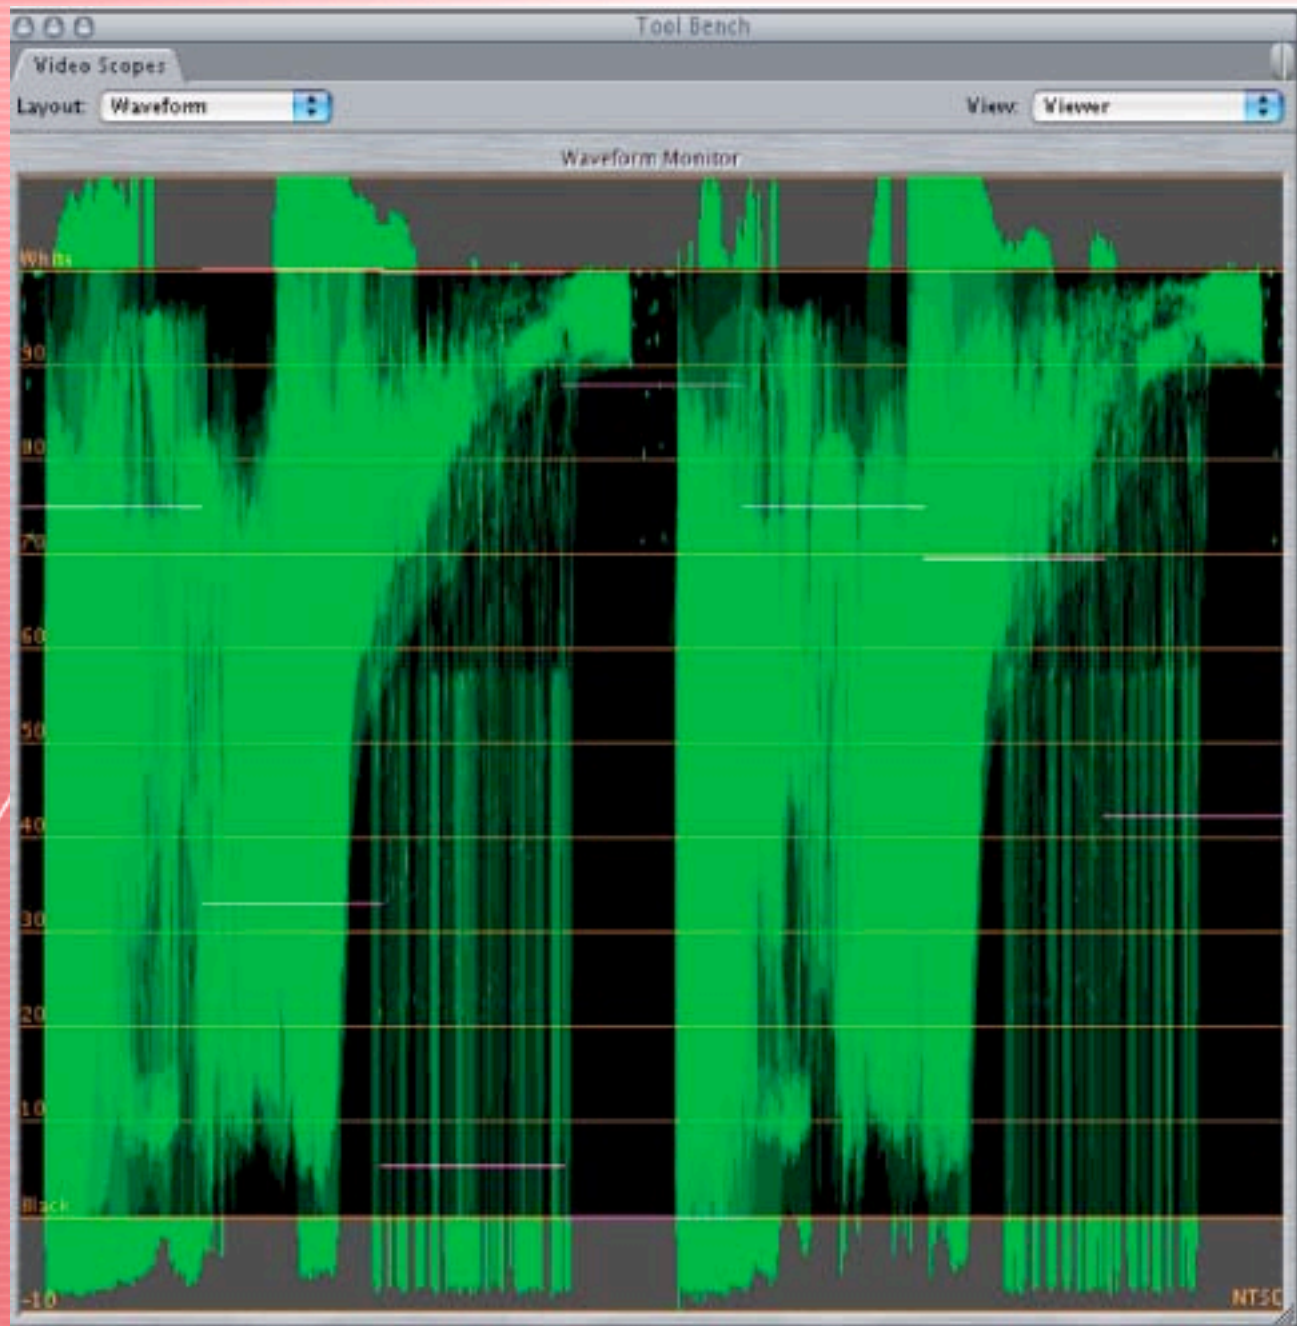 Tool Bench
Video Scopes
Layout: Waveform
View: Viewer
Waveform Monitor
White
90
80
70
60
50
40
30
20
10
Black
-10
NTSC